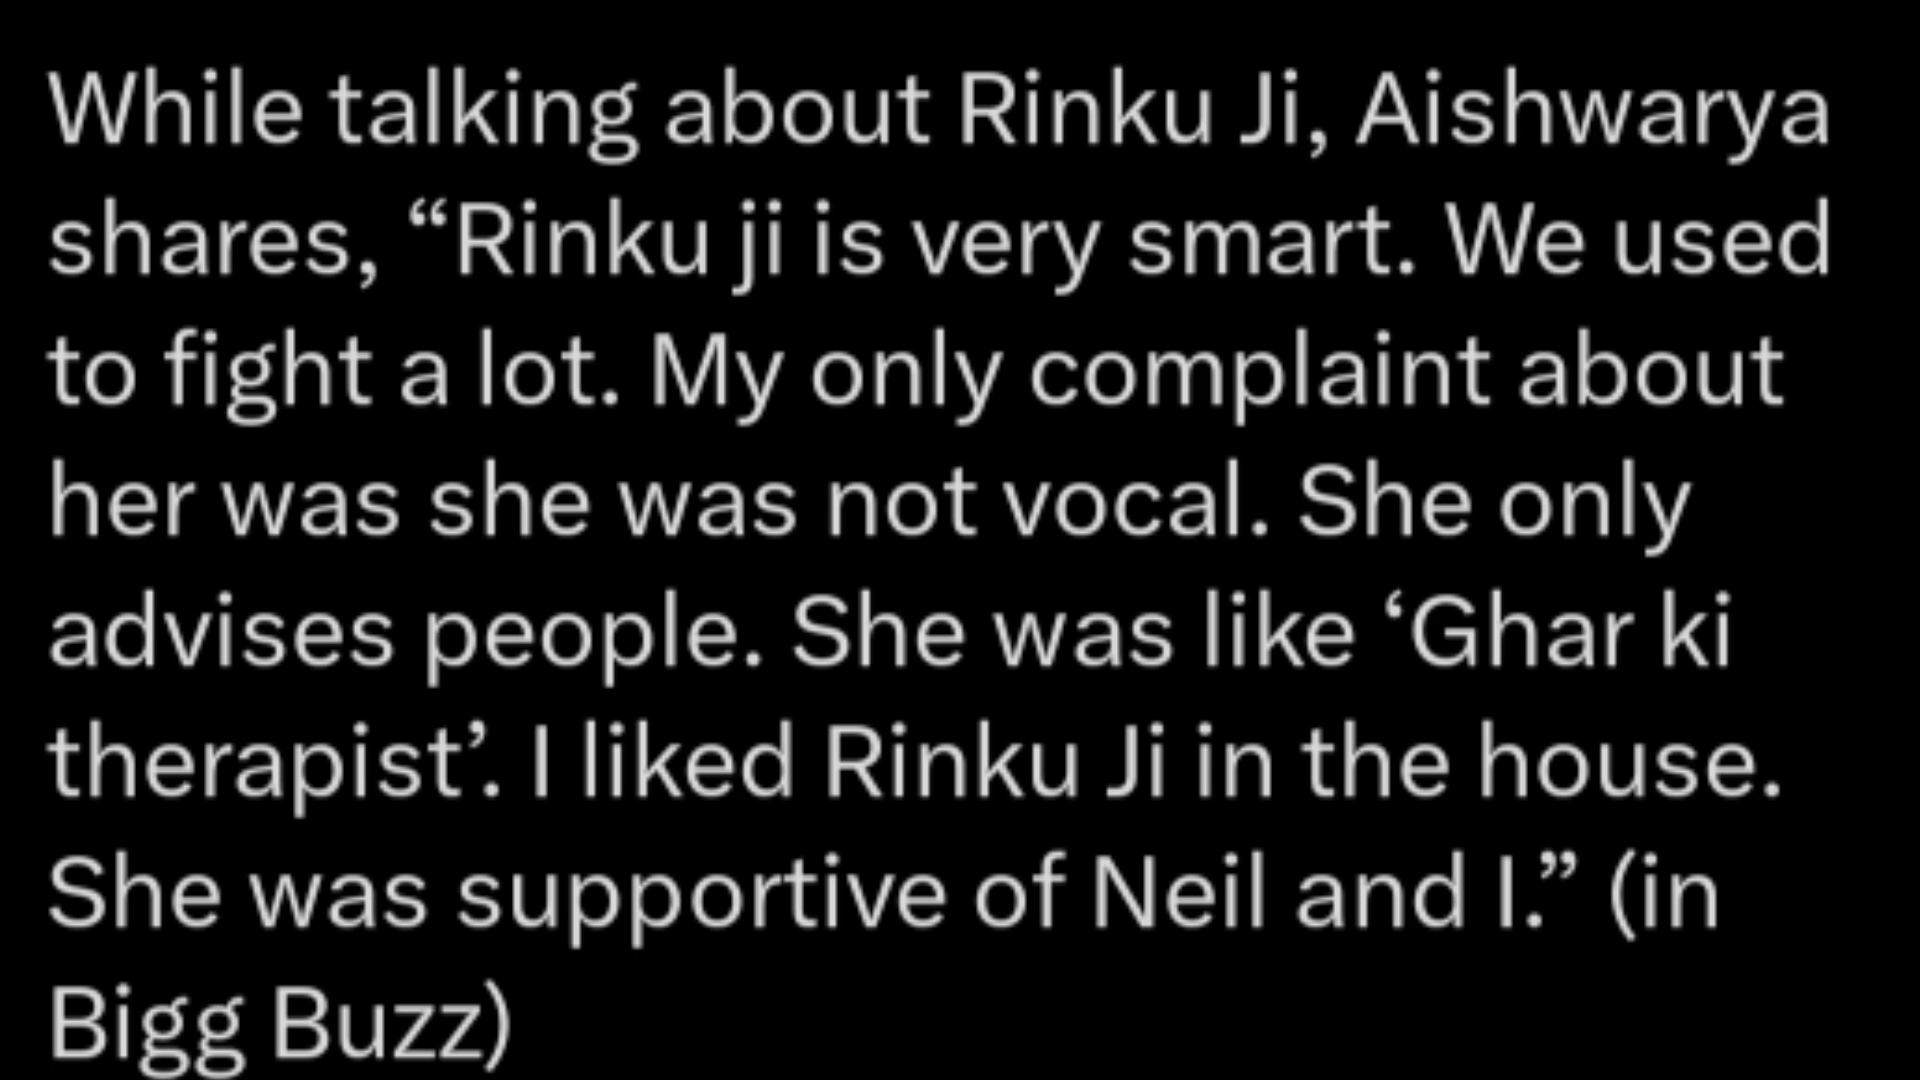 While talking about Rinku Ji, Aishwarya
shares, “Rinku ji is very smart. We used
to fight a lot. My only complaint about
her was she was not vocal. She only
advises people. She was like ‘Ghar ki
therapist’. I liked Rinku Ji in the house.
She was supportive of Neil and I.” (in
Bigg Buzz)